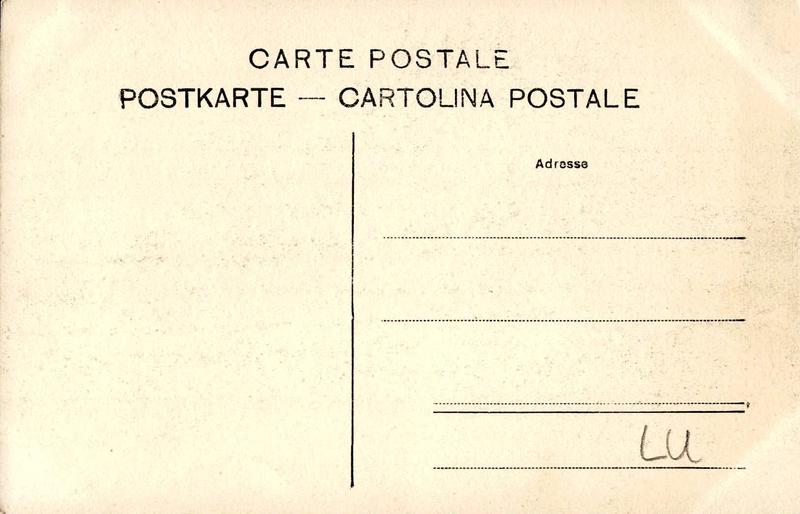 CARTE POSTALE
POSTKARTE — CARTOLINA POSTALE
Adresse
LU